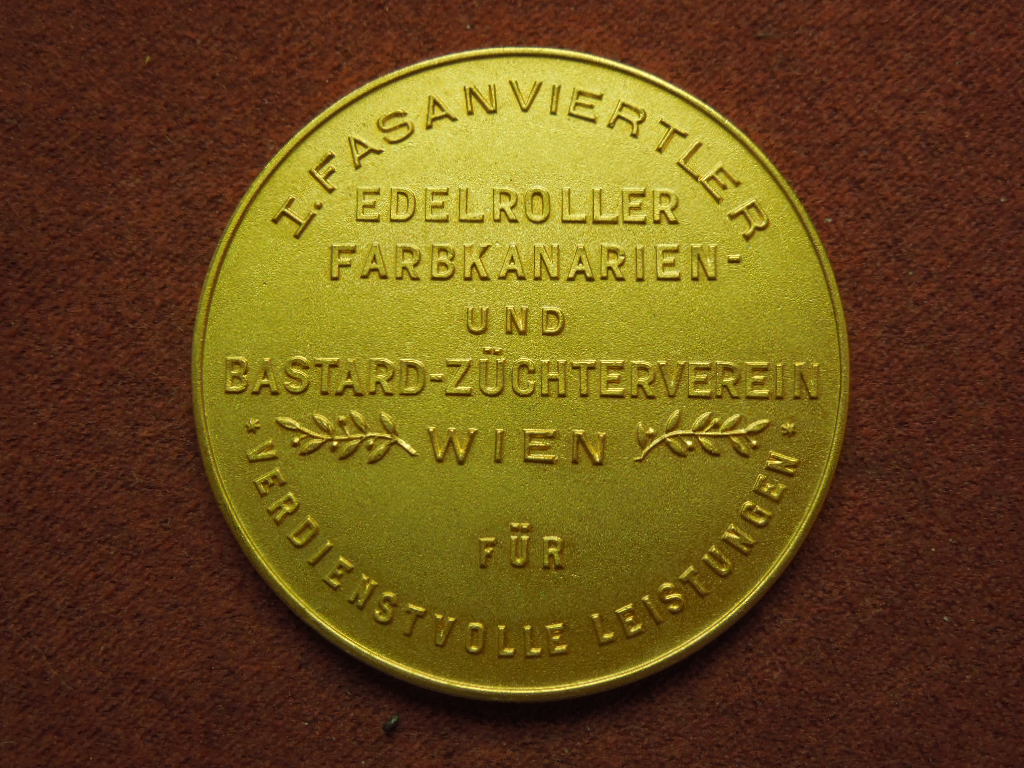 I. FASANVIERTLER
EDELROLLER
FARBKANARIEN-
UND
BASTARD-ZÜCHTERVEREIN
* WIEN *
FÜR
VERDIENSTVOLLE LEISTUNGEN